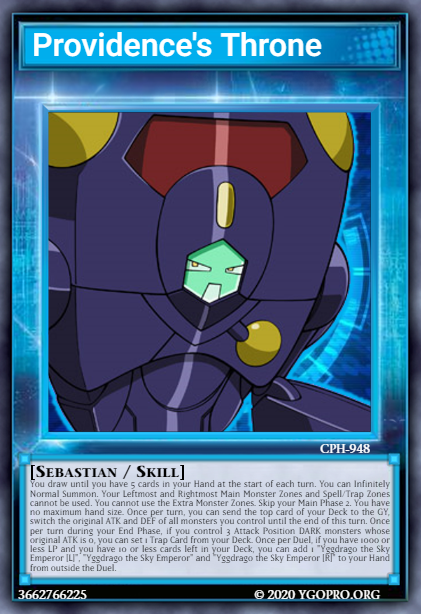 Providence's Throne
CPH-948
[Sebastian / Skill]
You draw until you have 5 cards in your Hand at the start of each turn. You can Infinitely
Normal Summon. Your Leftmost and Rightmost Main Monster Zones and Spell/Trap Zones
cannot be used. You cannot use the Extra Monster Zones. Skip your Main Phase 2. You have
no maximum hand size. Once per turn, you can send the top card of your Deck to the GY,
switch the original ATK and DEF of all monsters you control until the end of this turn. Once
per turn during your End Phase, if you control 3 Attack Position DARK monsters whose
original ATK is 0, you can set 1 Trap Card from your Deck. Once per Duel, if you have 1000 or
less LP and you have 10 or less cards left in your Deck, you can add 1 "Yggdrago the Sky
Emperor [L]", "Yggdrago the Sky Emperor" and "Yggdrago the Sky Emperor [R]" to your Hand
from outside the Duel.
3662766225
© 2020 YGOPRO.ORG